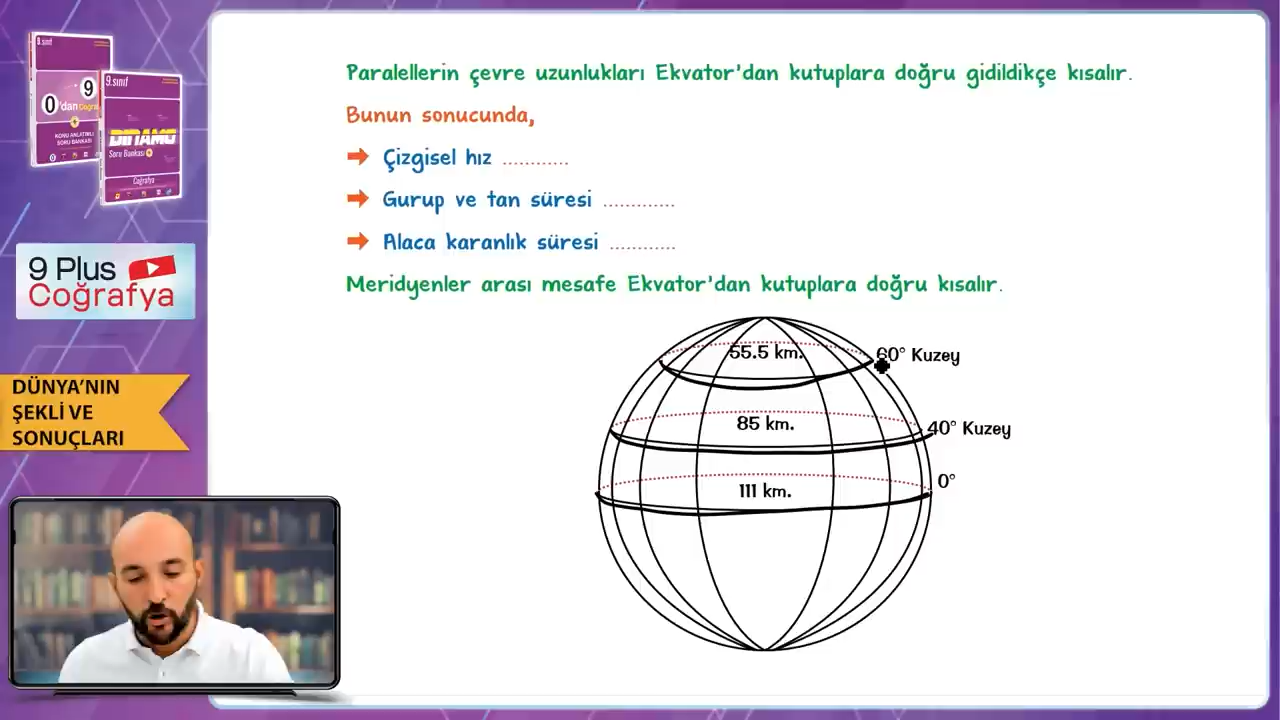 Paralellerin çevre uzunlukları Ekvator'dan kutuplara doğru gidildikçe kısalır.
Bunun sonucunda,
Çizgisel hız ............
Gurup ve tan süresi .............
Alaca karanlık süresi ............
Meridyenler arası mesafe Ekvator'dan kutuplara doğru kısalır.
55.5 km.
60° Kuzey
85 km.
40° Kuzey
111 km.
0°
9.sınıf
0'dan 9
KONU ANLATIMLI
SORU BANKASI
9.sınıf
DİNAMO
Soru Bankası
Coğrafya
9 Plus
Coğrafya
DÜNYA'NIN
ŞEKLİ VE
SONUÇLARI